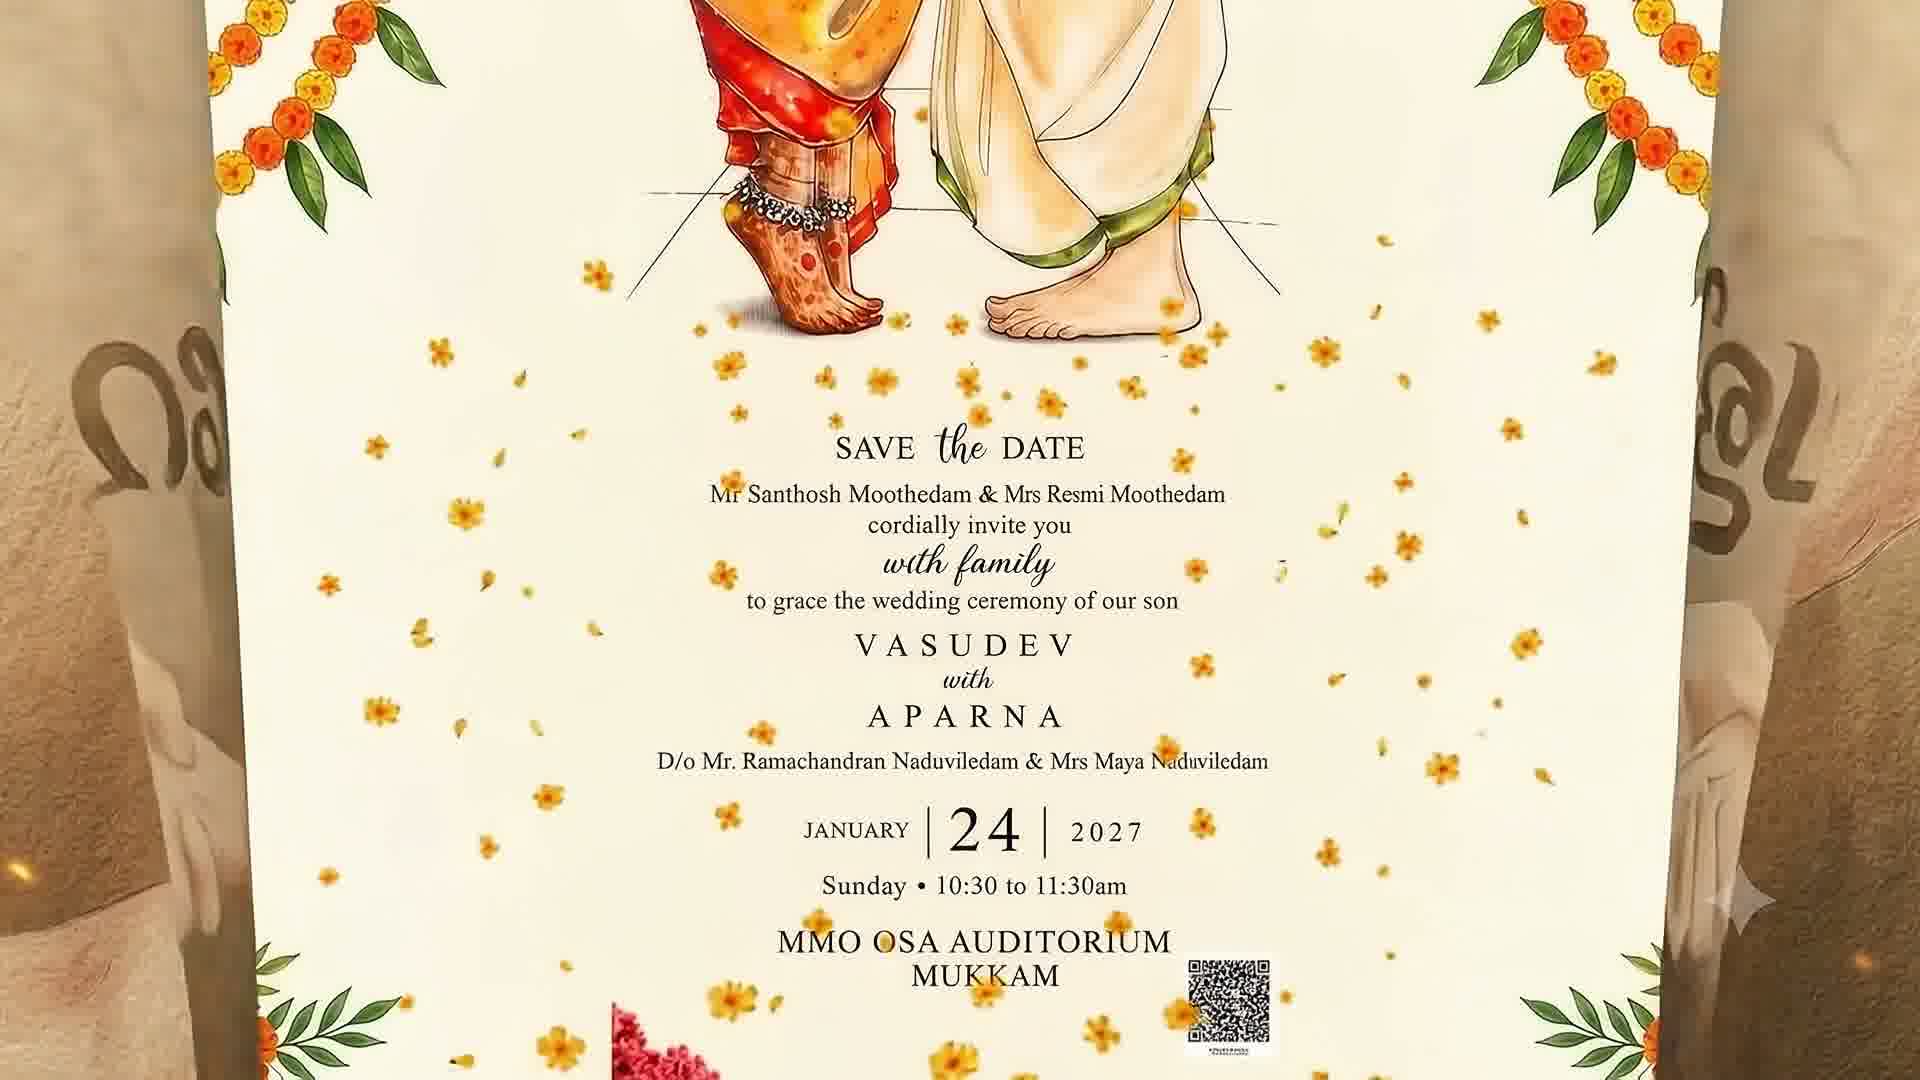 SAVE the DATE
Mr Santhosh Moothedam & Mrs Resmi Moothedam
cordially invite you
with family
to grace the wedding ceremony of our son
VASUDEV
with
APARNA
D/o Mr. Ramachandran Naduviledam & Mrs Maya Naduviledam
JANUARY | 24 | 2027
Sunday • 10:30 to 11:30am
MMO OSA AUDITORIUM
MUKKAM